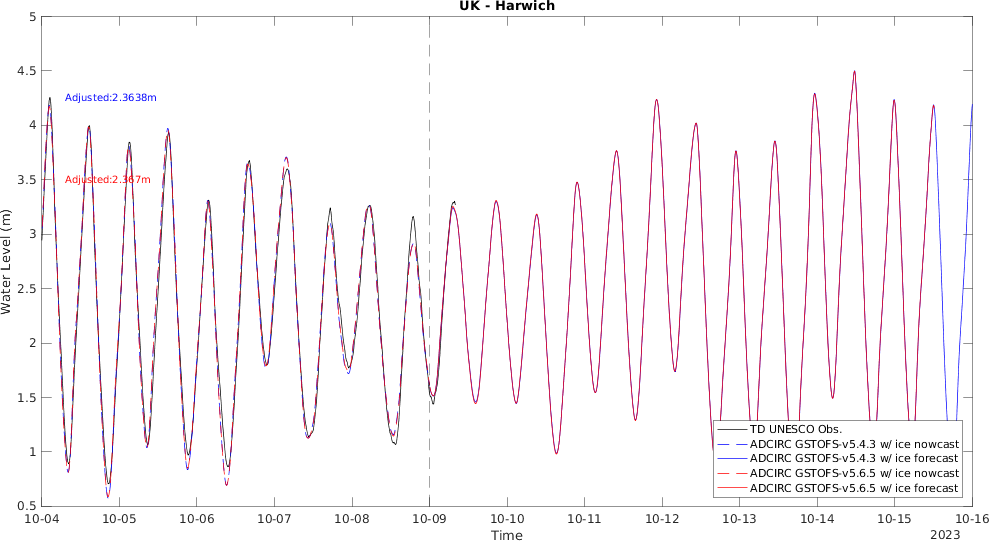 UK - Harwich
5
4.5
4
3.5
3
2.5
2
1.5
1
0.5
Water Level (m)
Adjusted:2.3638m
Adjusted:2.367m
TD UNESCO Obs.
ADCIRC GSTOFS-v5.4.3 w/ ice nowcast
ADCIRC GSTOFS-v5.4.3 w/ ice forecast
ADCIRC GSTOFS-v5.6.5 w/ ice nowcast
ADCIRC GSTOFS-v5.6.5 w/ ice forecast
10-04 10-05 10-06 10-07 10-08 10-09 10-10 10-11 10-12 10-13 10-14 10-15 10-16
Time
2023